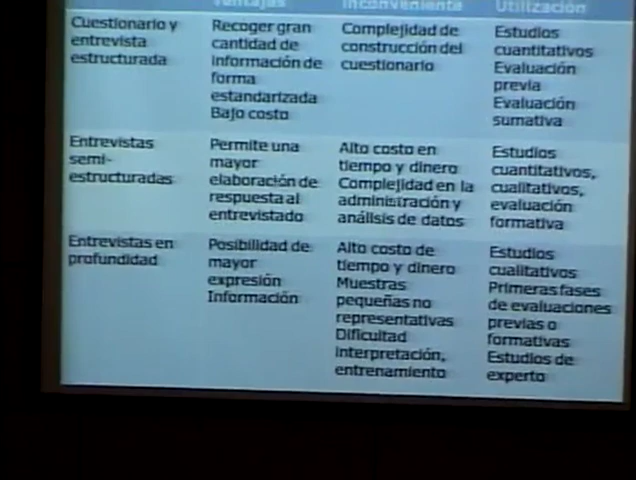 Ventajas Inconveniente Utilización
Cuestionario y
entrevista
estructurada
Recoger gran
cantidad de
información de
forma
estandarizada
Bajo costo
Complejidad de
construcción del
cuestionario
Estudios
cuantitativos
Evaluación
previa
Evaluación
sumativa
Entrevistas
semi-
estructuradas
Permite una
mayor
elaboración de
respuesta al
entrevistado
Alto costo en
tiempo y dinero
Complejidad en la
administración y
análisis de datos
Estudios
cuantitativos,
cualitativos,
evaluación
formativa
Entrevistas en
profundidad
Posibilidad de
mayor
expresión
Información
Alto costo de
tiempo y dinero
Muestras
pequeñas no
representativas
Dificultad
interpretación,
entrenamiento
Estudios
cualitativos
Primeras fases
de evaluaciones
previas o
formativas
Estudios de
experto